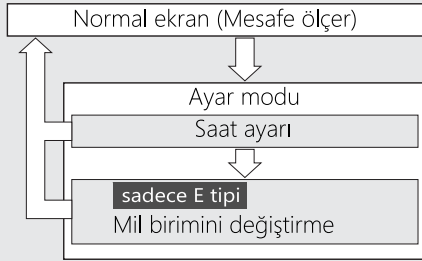 Normal ekran (Mesafe ölçer)
Ayar modu
Saat ayarı
sadece E tipi
Mil birimini değiştirme